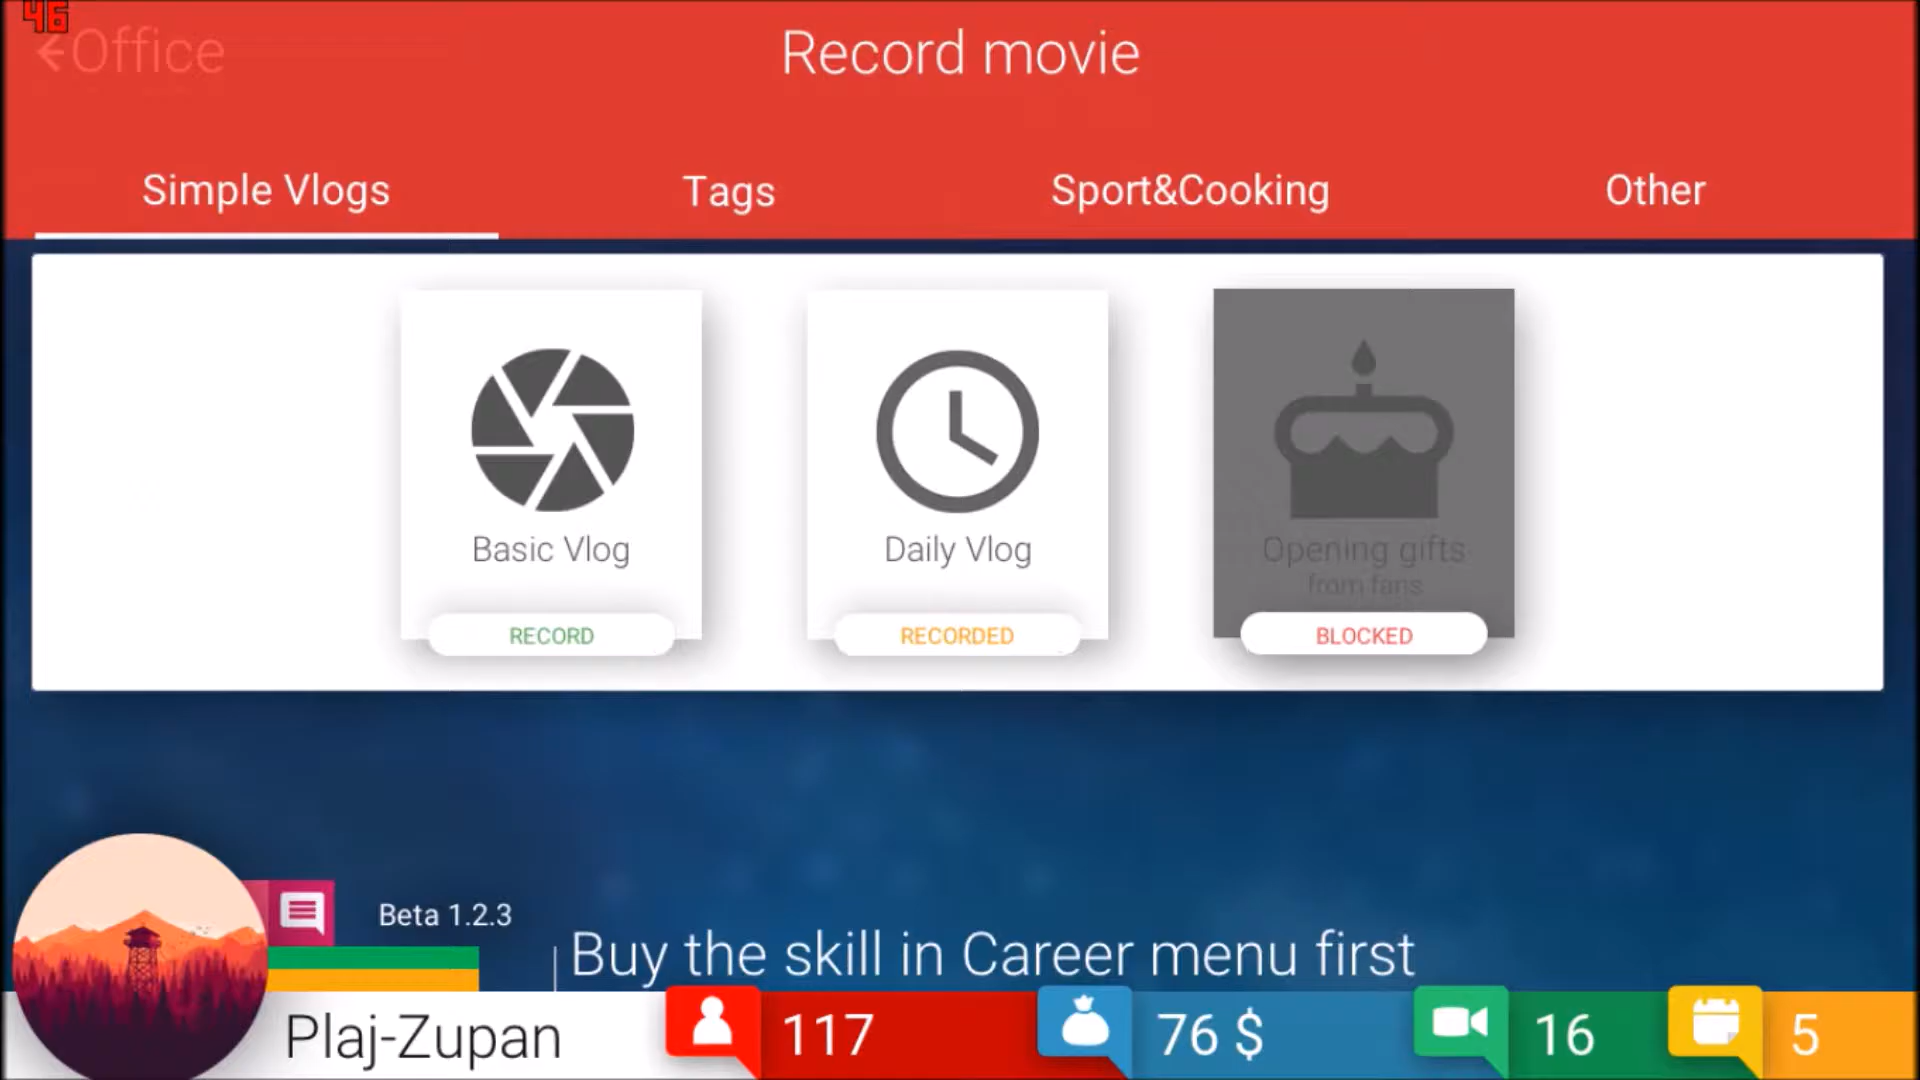 46
Office
Record movie
Simple Vlogs
Tags
Sport&Cooking
Other
Basic Vlog
RECORD
Daily Vlog
RECORDED
Opening gifts
from fans
BLOCKED
Beta 1.2.3
Buy the skill in Career menu first
Plaj-Zupan
117
76 $
16
5